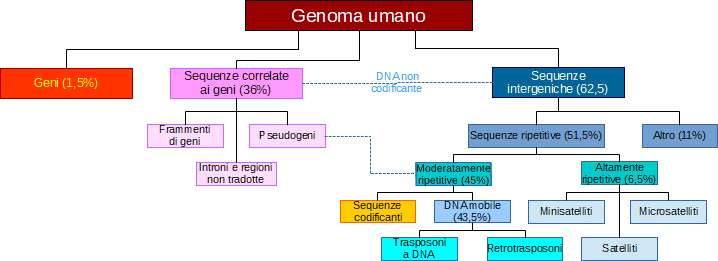 Genoma umano
Geni (1,5%)
Sequenze correlate
ai geni (36%)
DNA non
codificante
Sequenze
intergeniche (62,5)
Frammenti
di geni
Pseudogeni
Introni e regioni
non tradotte
Sequenze ripetitive (51,5%)
Altro (11%)
Moderatamente
ripetitive (45%)
Altamente
ripetitive (6,5%)
Sequenze
codificanti
DNA mobile
(43,5%)
Minisatelliti
Microsatelliti
Trasposoni
a DNA
Retrotrasposoni
Satelliti